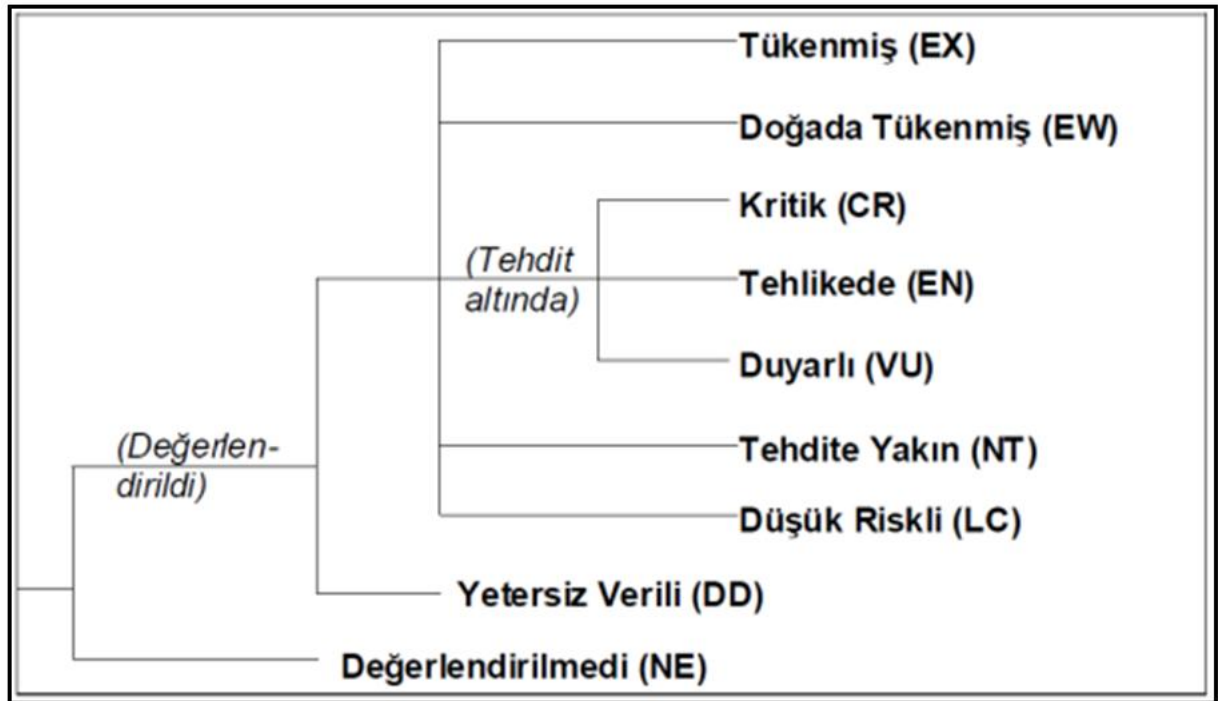 Tükenmiş (EX)
Doğada Tükenmiş (EW)
Kritik (CR)
(Tehdit
altında)
Tehlikede (EN)
Duyarlı (VU)
(Değerlen-
dirildi)
Tehdite Yakın (NT)
Düşük Riskli (LC)
Yetersiz Verili (DD)
Değerlendirilmedi (NE)